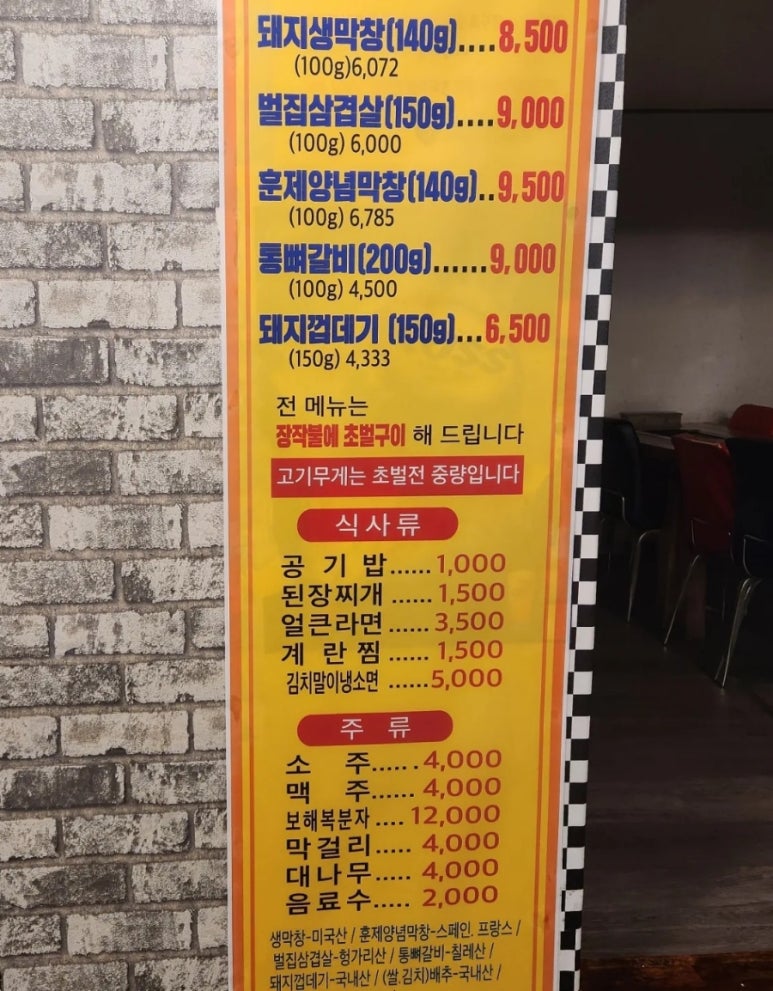 돼지생막창(140g)....8,500
(100g)6,072
벌집삼겹살(150g)....9,000
(100g) 6,000
훈제양념막창(140g)..9,500
(100g) 6,785
통뼈갈비(200g)......9,000
(100g) 4,500
돼지껍데기 (150g)...6,500
(150g) 4,333
전 메뉴는
장작불에 초벌구이 해 드립니다
고기무게는 초벌전 중량입니다
식사류
공 기 밥......1,000
된장찌개 ......1,500
얼큰라면......3,500
계 란 찜......1,500
김치말이냉소면 ......5,000
주 류
소 주......4,000
맥 주......4,000
보해복분자....12,000
막걸리.....4,000
대나무.....4,000
음료수.....2,000
생막창-미국산 / 훈제양념막창-스페인. 프랑스 /
벌집삼겹살-헝가리산 / 통뼈갈비-칠레산 /
돼지껍데기-국내산 / (쌀.김치)배추-국내산 /